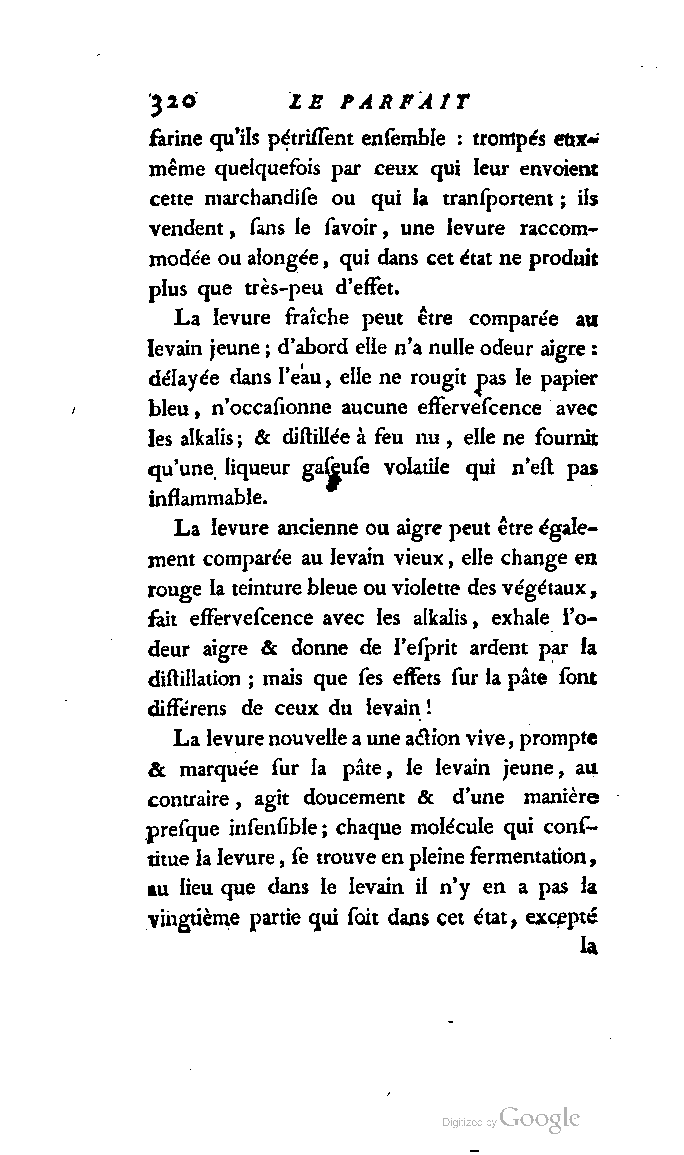 320 LE PARFAIT
farine qu'ils pétriſſent enſemble : trompés eux-
même quelquefois par ceux qui leur envoient
cette marchandiſe ou qui la tranſportent ; ils
vendent, ſans le ſavoir, une levure raccom-
modée ou alongée, qui dans cet état ne produit
plus que très-peu d'effet.
La levure fraîche peut être comparée au
levain jeune ; d'abord elle n'a nulle odeur aigre :
délayée dans l'eau, elle ne rougit pas le papier
bleu, n'occaſionne aucune efferveſcence avec
les alkalis ; & diſtillée à feu nu, elle ne fournit
qu'une liqueur gaſeuſe volatile qui n'eſt pas
inflammable.
La levure ancienne ou aigre peut être égale-
ment comparée au levain vieux, elle change en
rouge la teinture bleue ou violette des végétaux,
fait efferveſcence avec les alkalis, exhale l'o-
deur aigre & donne de l'eſprit ardent par la
diſtillation ; mais que ſes effets ſur la pâte ſont
différens de ceux du levain !
La levure nouvelle a une action vive, prompte
& marquée ſur la pâte, le levain jeune, au
contraire, agit doucement & d'une manière
preſque inſenſible ; chaque molécule qui conſ-
titue la levure, ſe trouve en pleine fermentation,
au lieu que dans le levain il n'y en a pas la
vingtième partie qui ſoit dans cet état, excepté
la
Digitized by Google